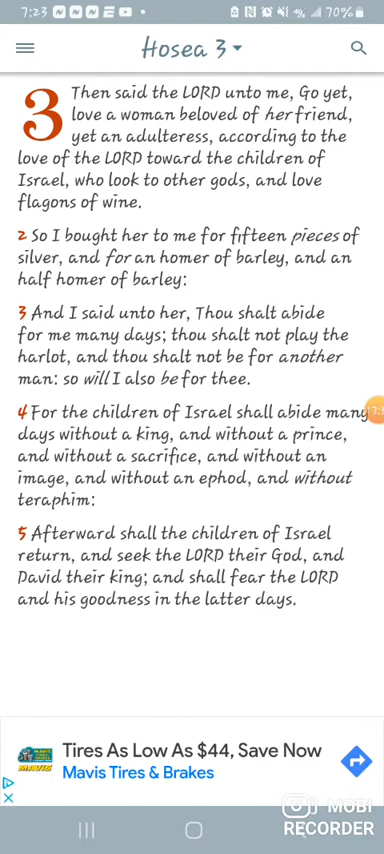 7:23
70%
Hosea 3
3 Then said the LORD unto me, Go yet,
love a woman beloved of her friend,
yet an adulteress, according to the
love of the LORD toward the children of
Israel, who look to other gods, and love
flagons of wine.
2 So I bought her to me for fifteen pieces of
silver, and for an homer of barley, and an
half homer of barley:
3 And I said unto her, Thou shalt abide
for me many days; thou shalt not play the
harlot, and thou shalt not be for another
man: so will I also be for thee.
4 For the children of Israel shall abide many
days without a king, and without a prince,
and without a sacrifice, and without an
image, and without an ephod, and without
teraphim:
5 Afterward shall the children of Israel
return, and seek the LORD their God, and
David their king; and shall fear the LORD
and his goodness in the latter days.
Tires As Low As $44, Save Now
Mavis Tires & Brakes
MAVIS
MOBI
RECORDER